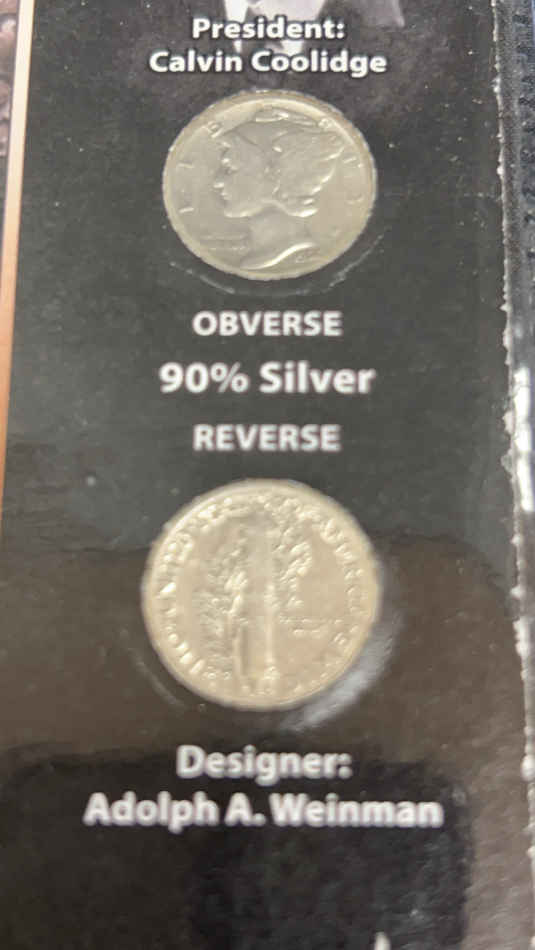 President:
Calvin Coolidge
OBVERSE
90% Silver
REVERSE
Designer:
Adolph A. Weinman